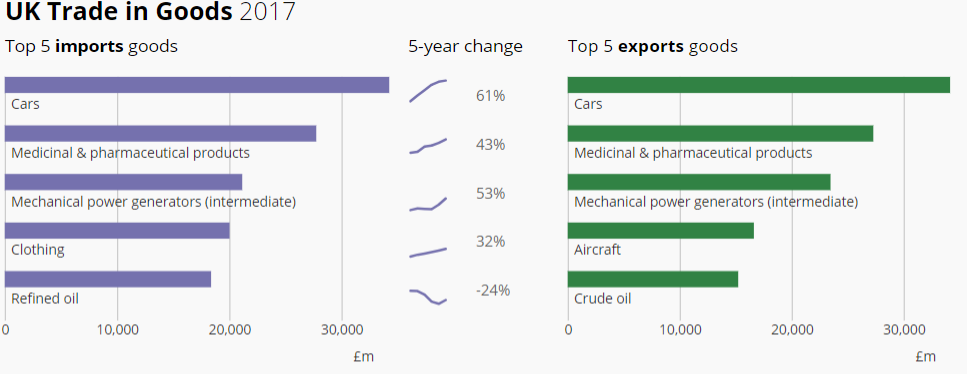 UK Trade in Goods 2017
Top 5 imports goods
5-year change
Top 5 exports goods
Cars
61%
Cars
Medicinal & pharmaceutical products
43%
Medicinal & pharmaceutical products
Mechanical power generators (intermediate)
53%
Mechanical power generators (intermediate)
Clothing
32%
Aircraft
Refined oil
-24%
Crude oil
0 10,000 20,000 30,000
£m
0 10,000 20,000 30,000
£m